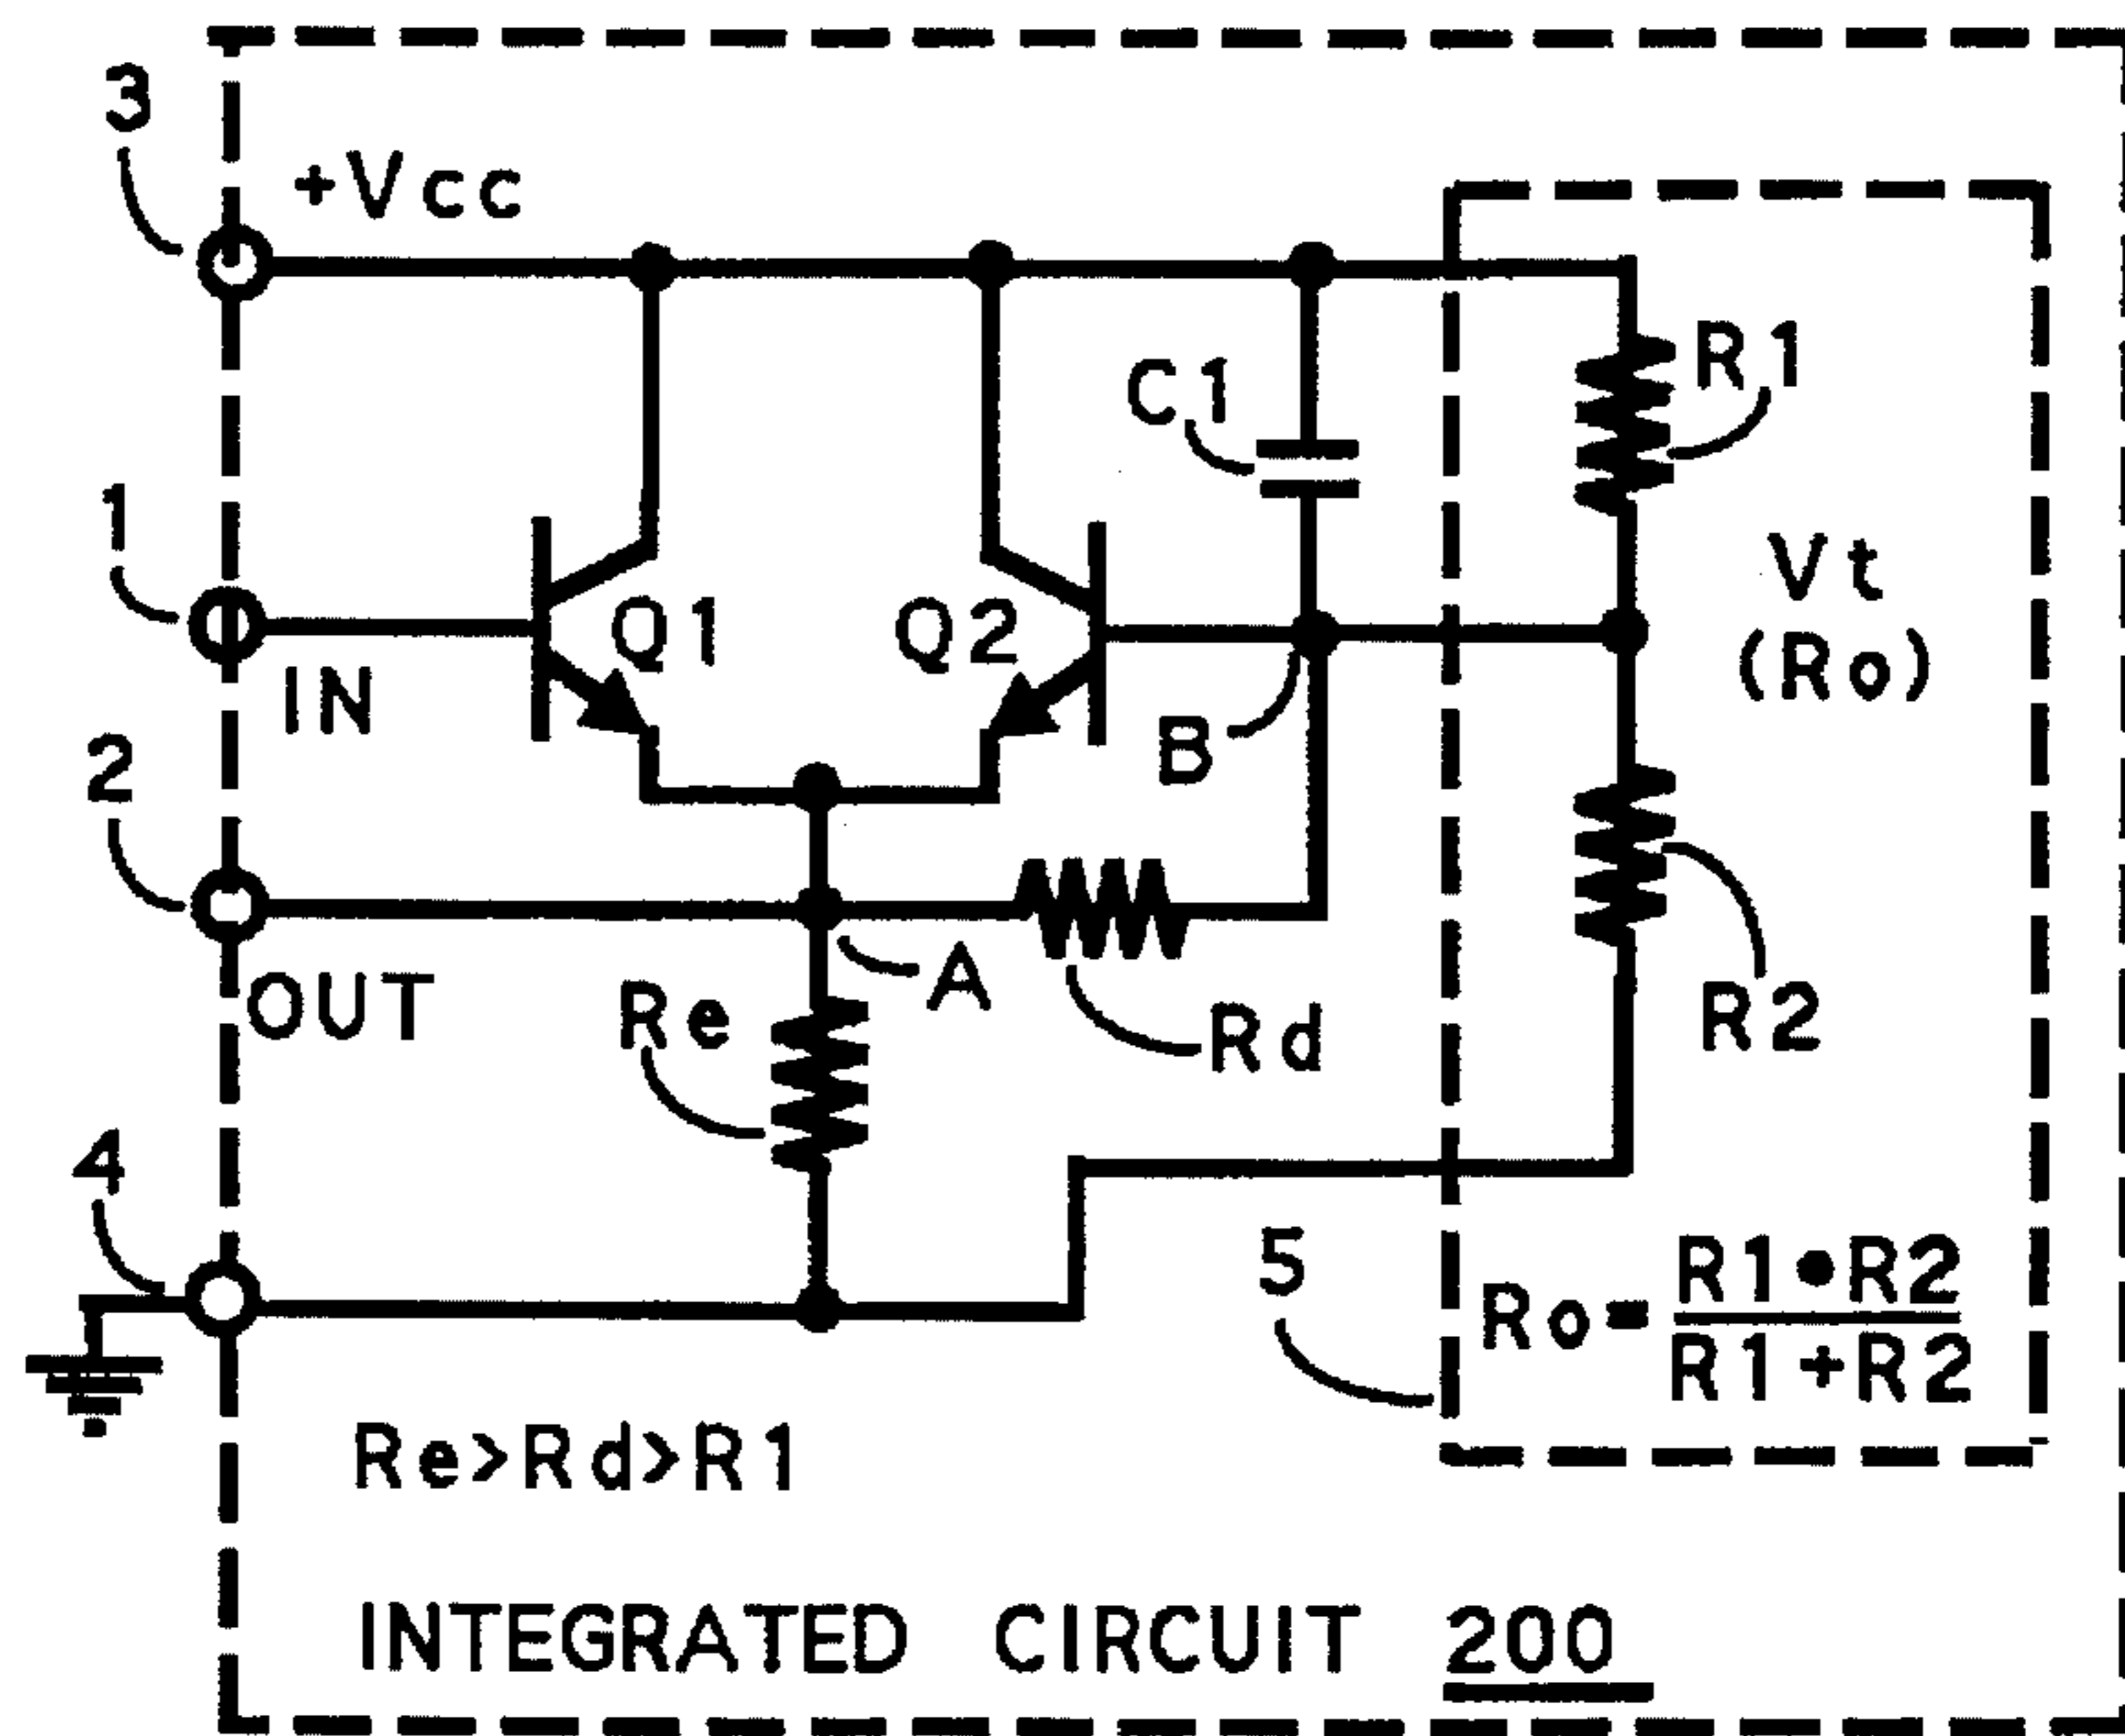 3
+Vcc
R1
C1
1
Vt
(Ro)
Q1
Q2
IN
B
2
A
OUT
Re
Rd
R2
4
5
Ro=R1•R2
R1+R2
Re>Rd>R1
INTEGRATED CIRCUIT 200